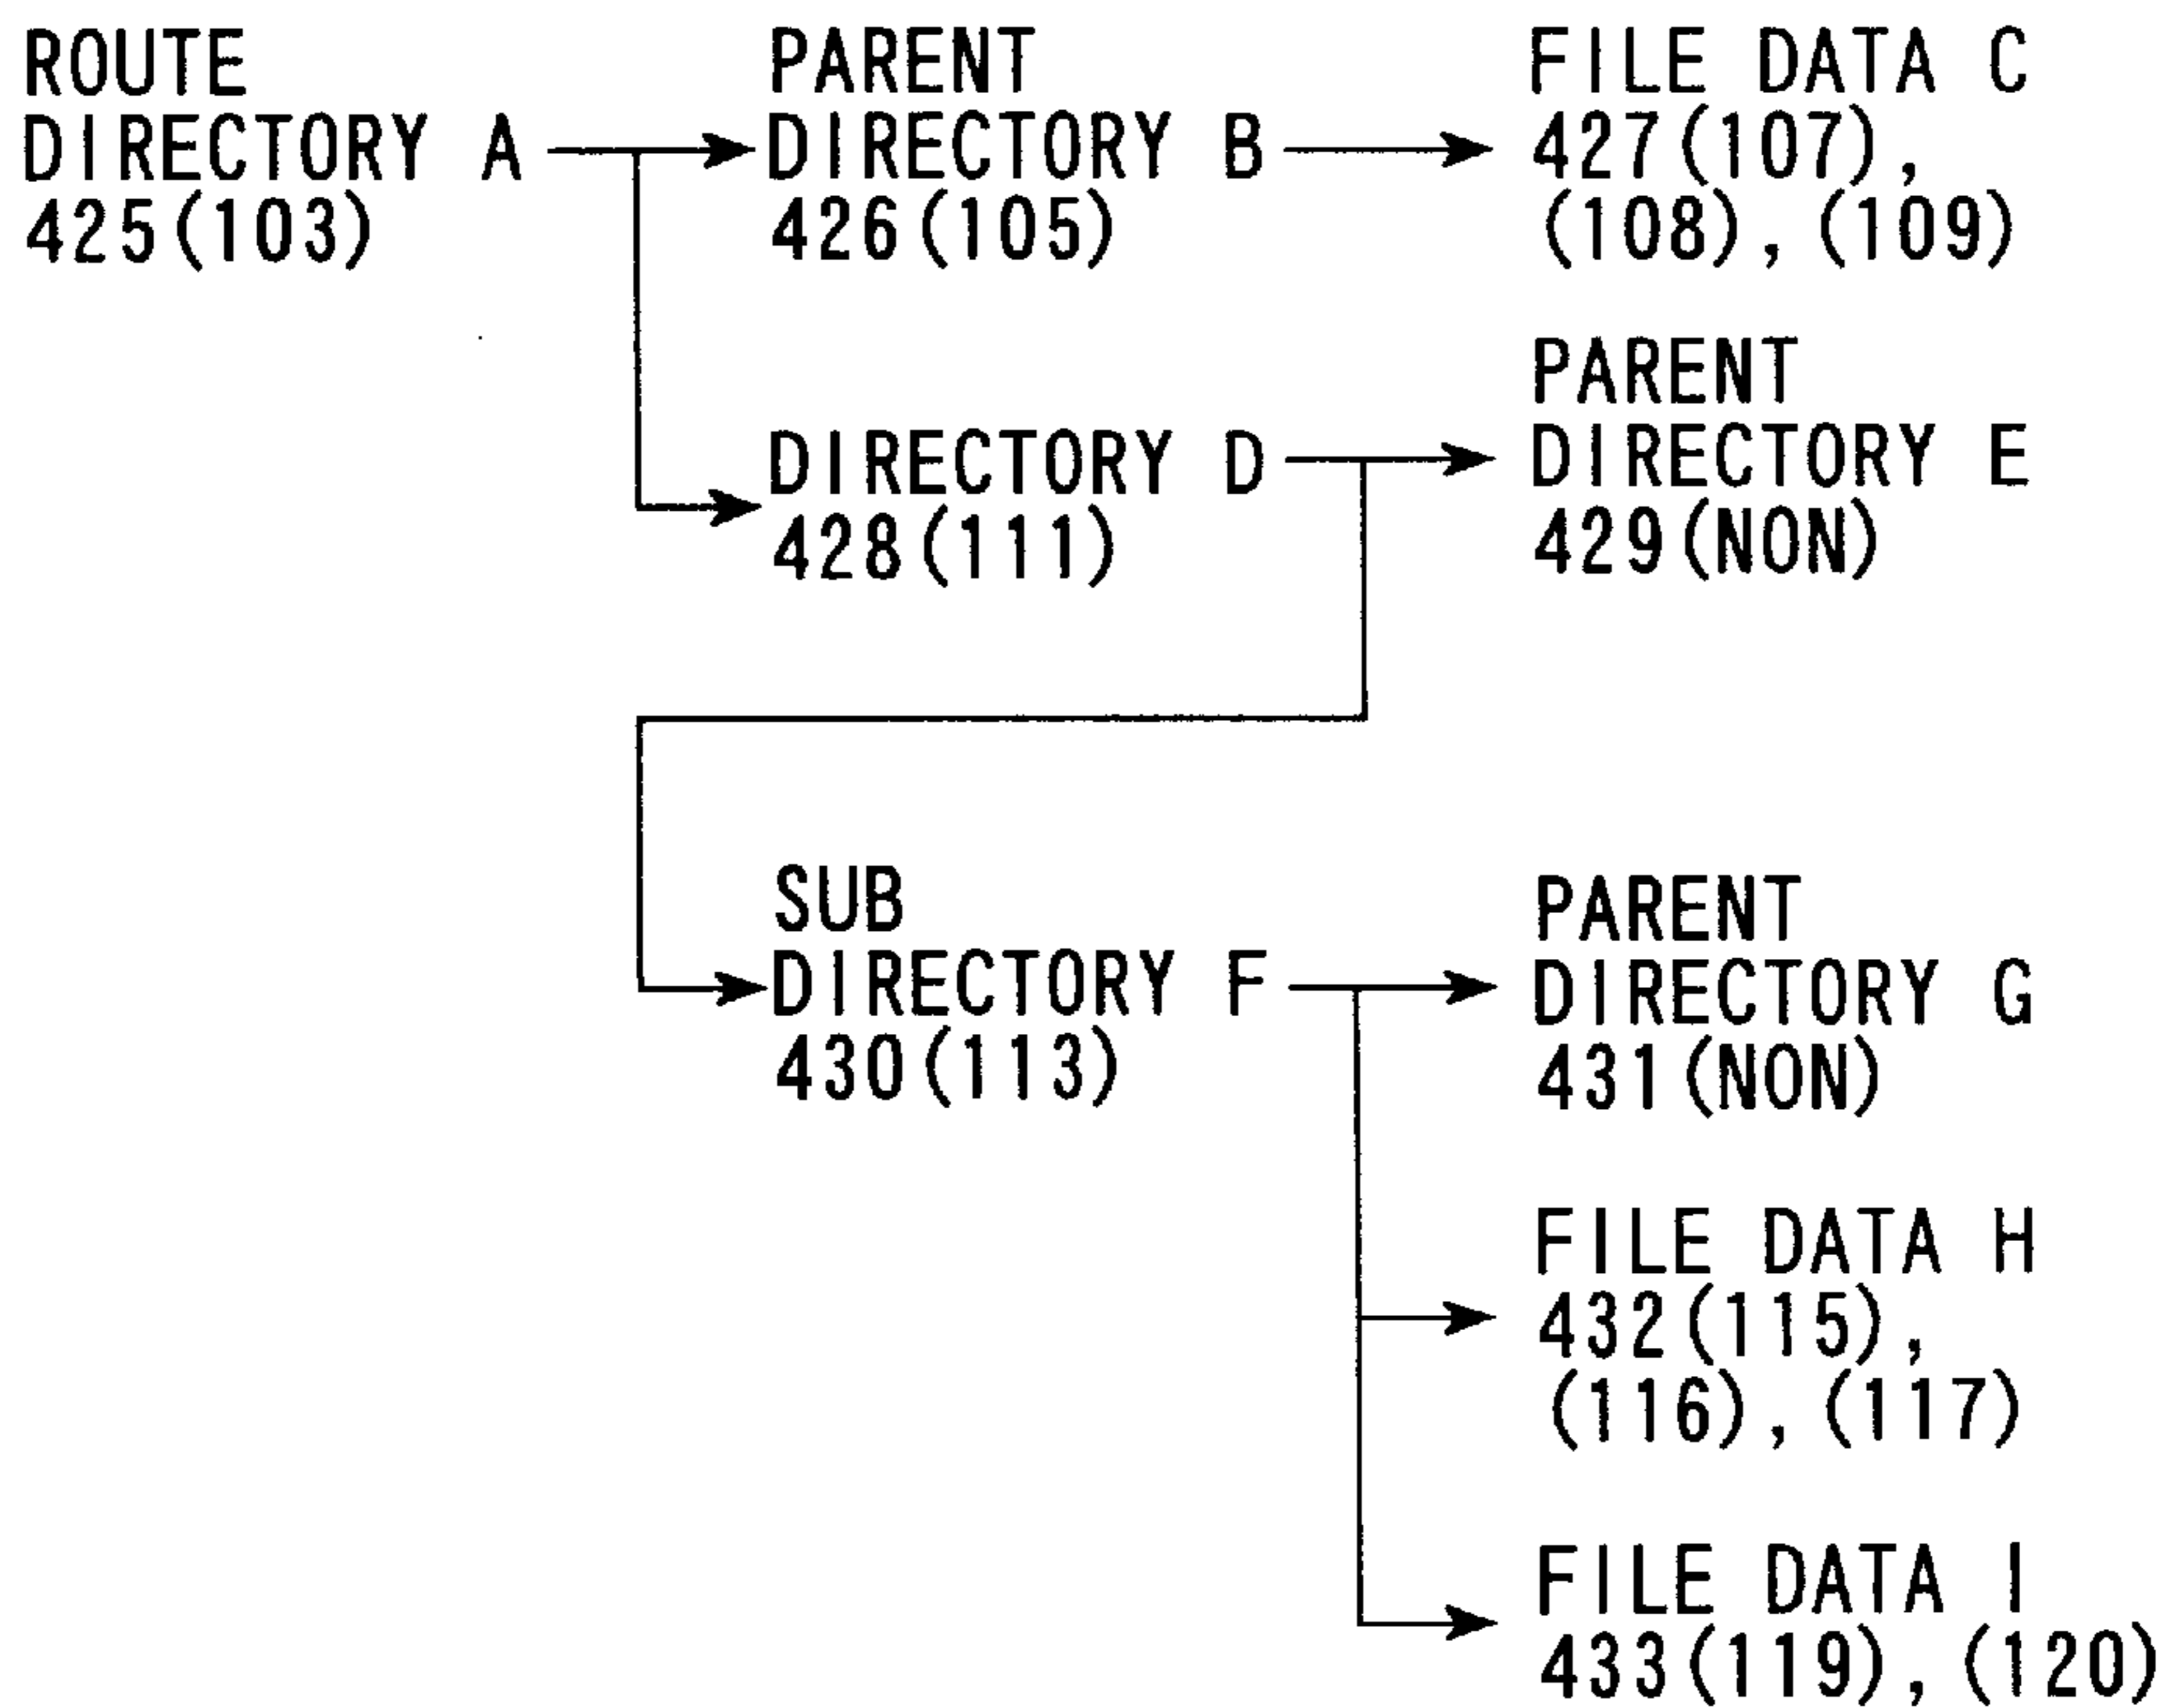 ROUTE
DIRECTORY A
425(103)
PARENT
DIRECTORY B
426(105)
FILE DATA C
427(107),
(108), (109)
DIRECTORY D
428(111)
PARENT
DIRECTORY E
429(NON)
SUB
DIRECTORY F
430(113)
PARENT
DIRECTORY G
431(NON)
FILE DATA H
432(115),
(116), (117)
FILE DATA I
433(119), (120)